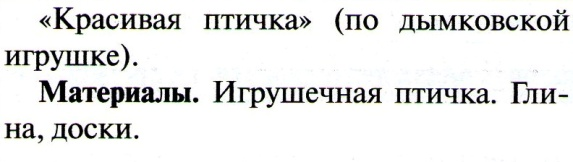 «Красивая птичка» (по дымковской
игрушке).
Материалы. Игрушечная птичка. Гли-
на, доски.